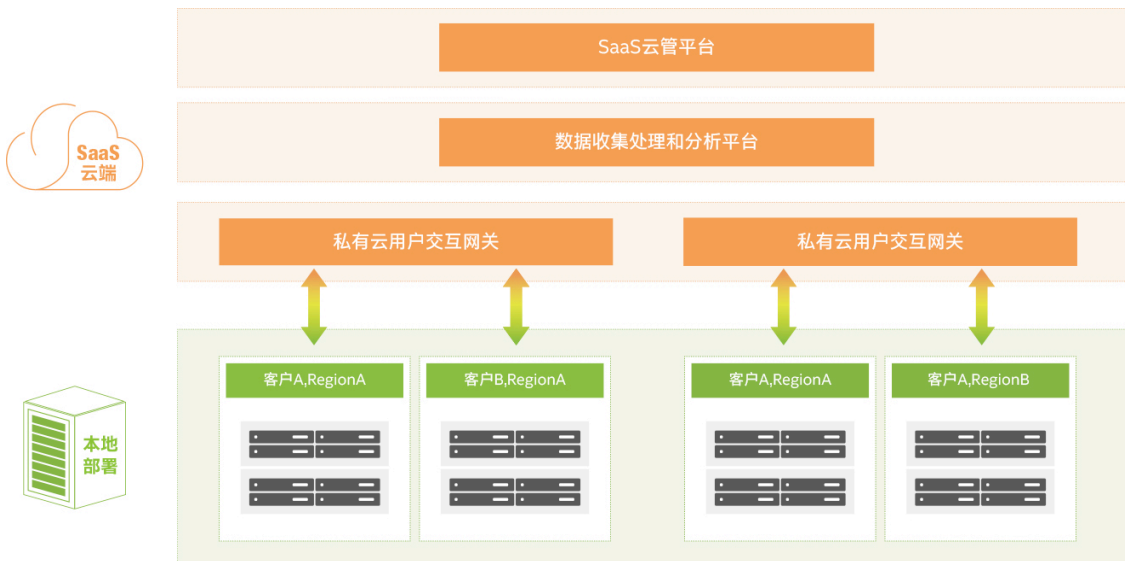 SaaS云管平台
SaaS
云端
数据收集处理和分析平台
私有云用户交互网关
私有云用户交互网关
客户A,RegionA
客户B,RegionA
客户A,RegionA
客户A,RegionB
本地
部署